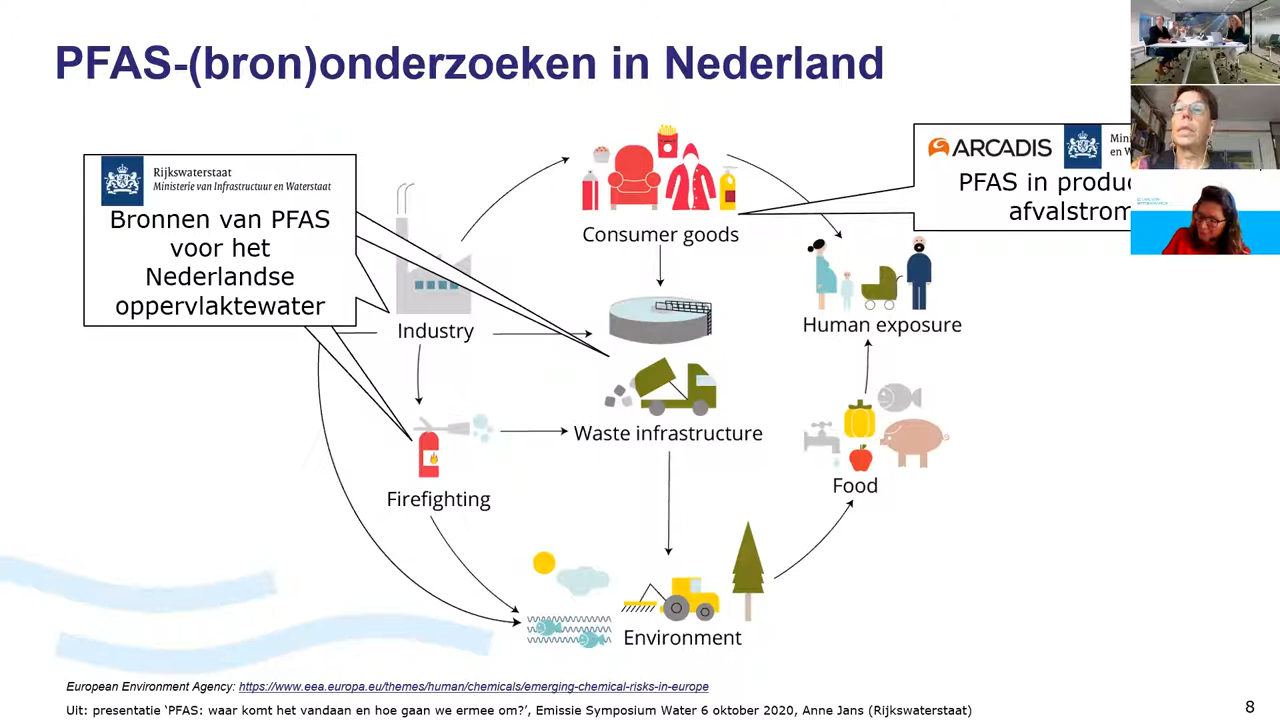 PFAS-(bron)onderzoeken in Nederland
Rijkswaterstaat
Ministerie van Infrastructuur en Waterstaat
Bronnen van PFAS
voor het
Nederlandse
oppervlaktewater
ARCADIS
PFAS in
Consumer goods
Industry
Human exposure
Waste infrastructure
Firefighting
Food
Environment
European Environment Agency: https://www.eea.europa.eu/themes/human/chemicals/emerging-chemical-risks-in-europe
Uit: presentatie ‘PFAS: waar komt het vandaan en hoe gaan we ermee om?’, Emissie Symposium Water 6 oktober 2020, Anne Jans (Rijkswaterstaat)
8